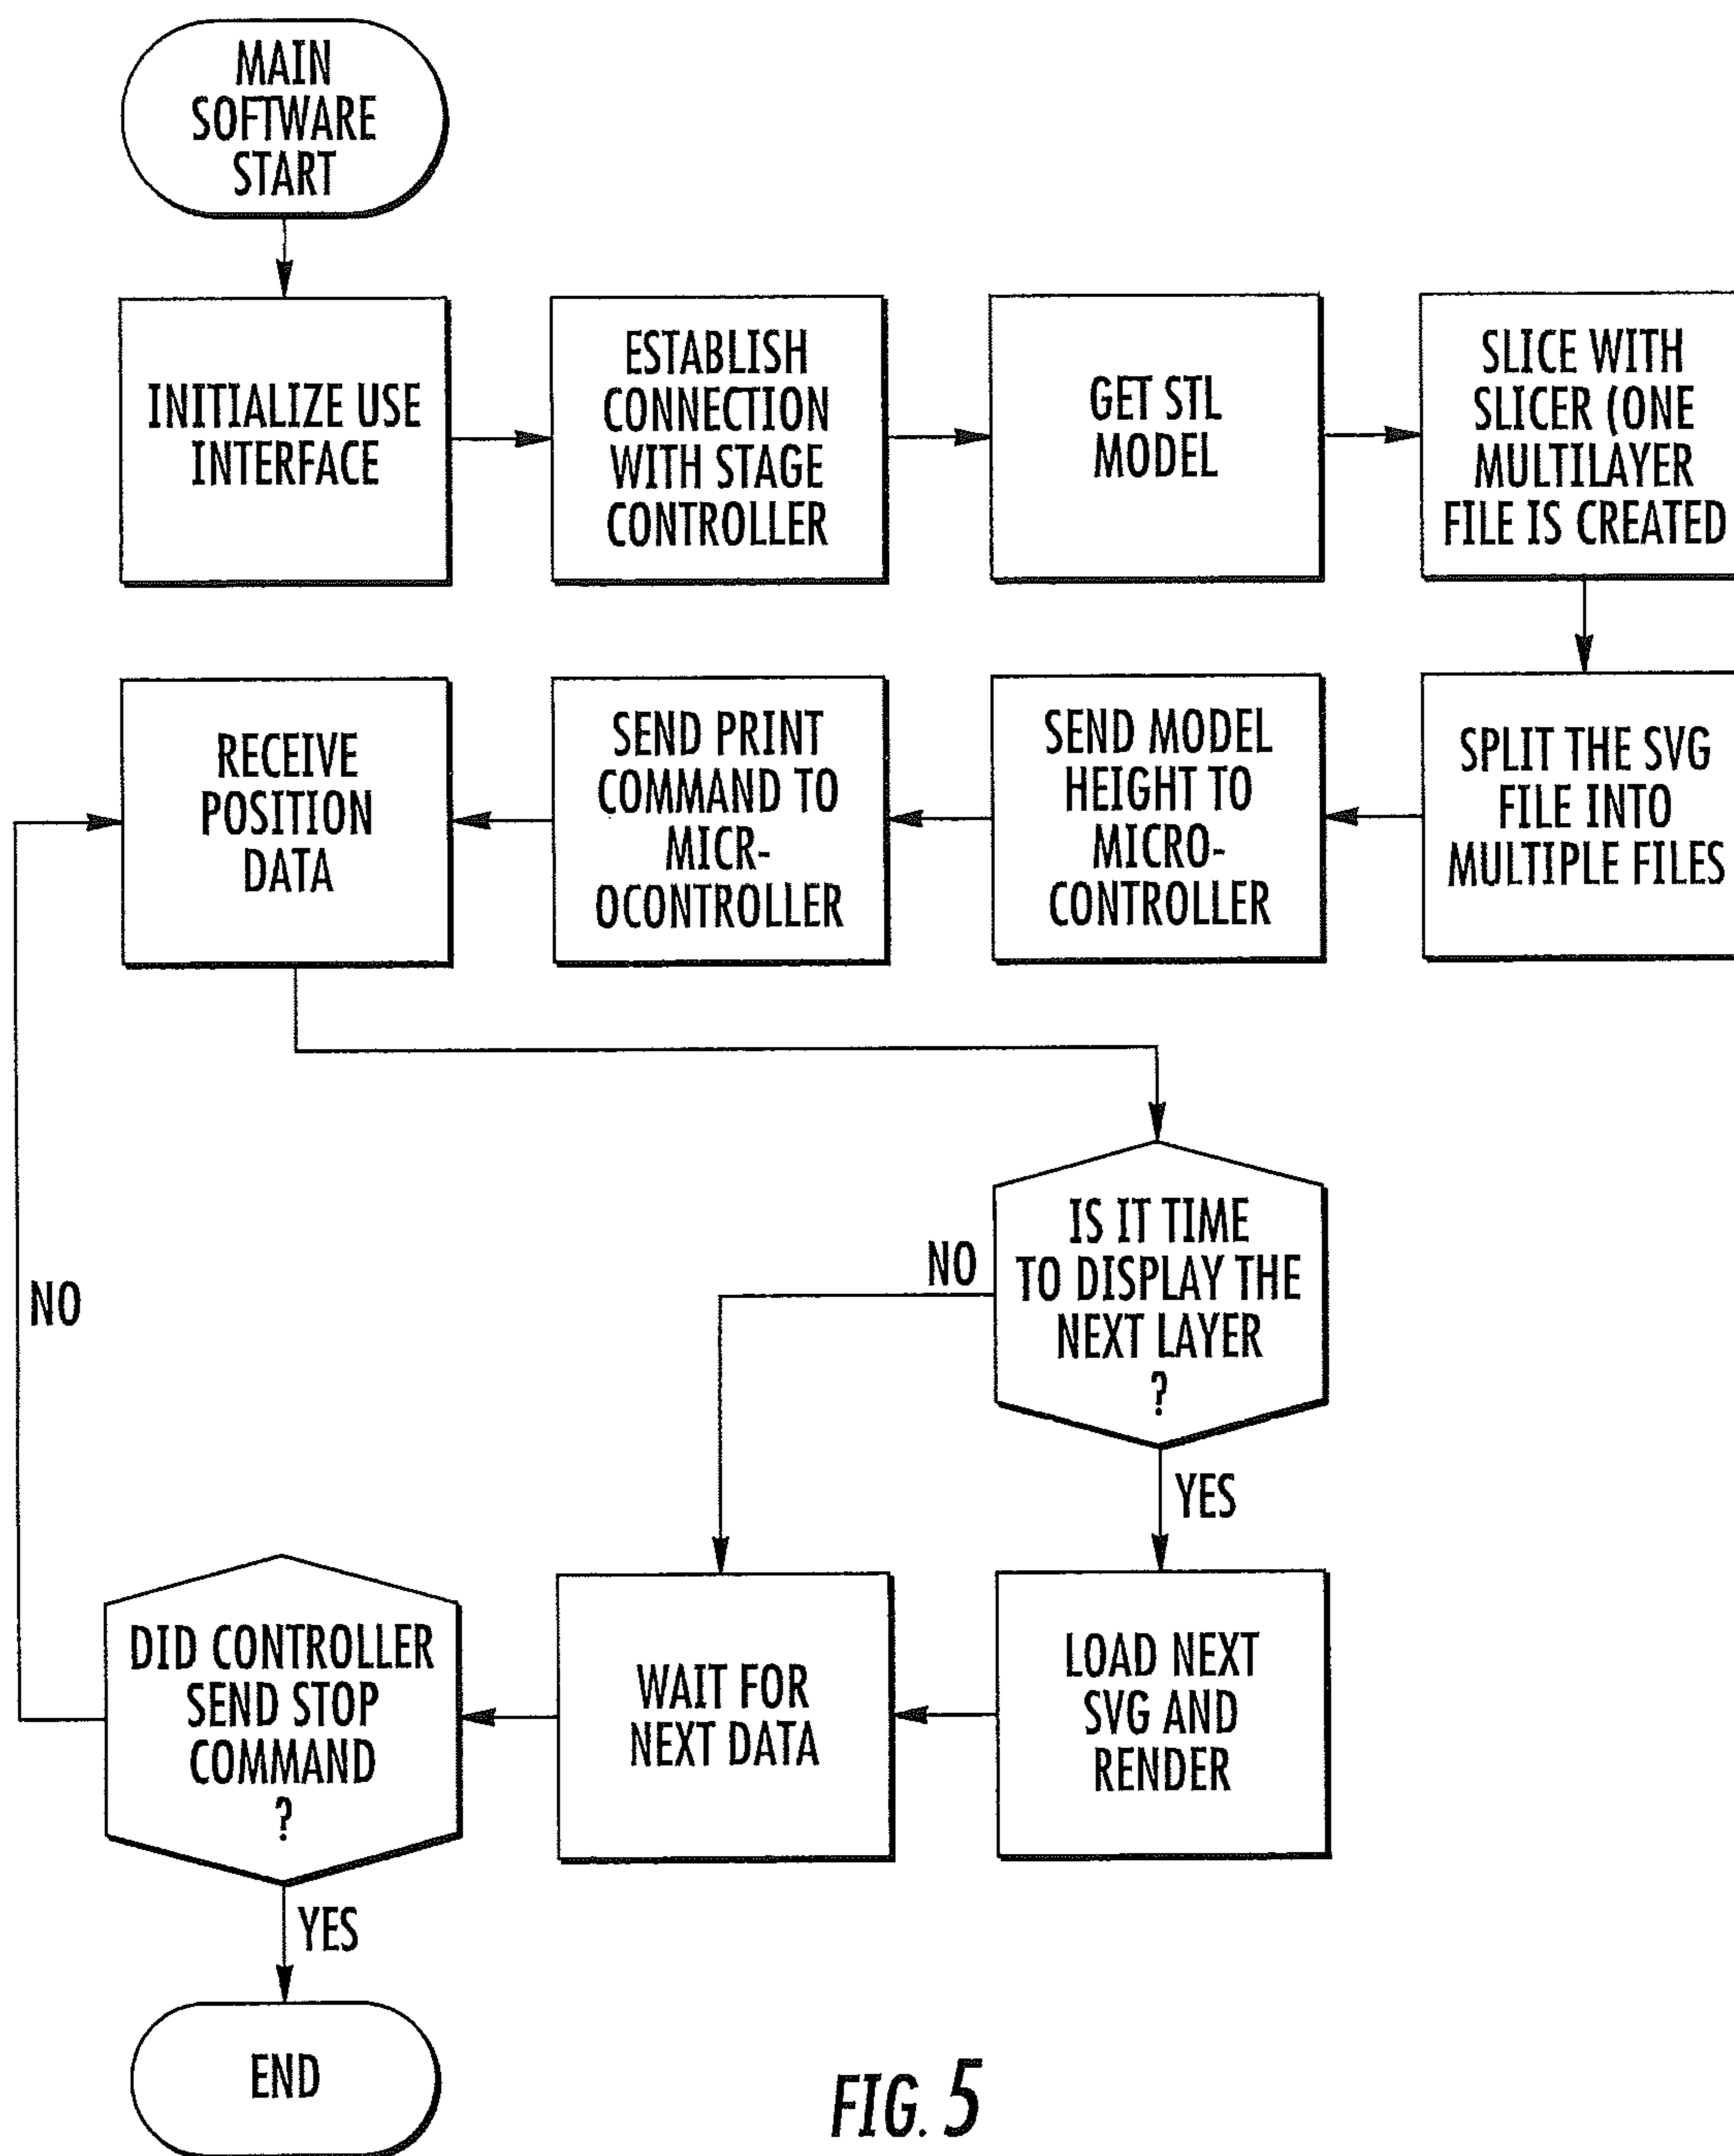 MAIN
SOFTWARE
START
INITIALIZE USE
INTERFACE
ESTABLISH
CONNECTION
WITH STAGE
CONTROLLER
GET STL
MODEL
SLICE WITH
SLICER (ONE
MULTILAYER
FILE IS CREATED
RECEIVE
POSITION
DATA
SEND PRINT
COMMAND TO
MICR-
OCONTROLLER
SEND MODEL
HEIGHT TO
MICRO-
CONTROLLER
SPLIT THE SVG
FILE INTO
MULTIPLE FILES
NO
NO
IS IT TIME
TO DISPLAY THE
NEXT LAYER
?
YES
DID CONTROLLER
SEND STOP
COMMAND
?
WAIT FOR
NEXT DATA
LOAD NEXT
SVG AND
RENDER
YES
END
FIG. 5